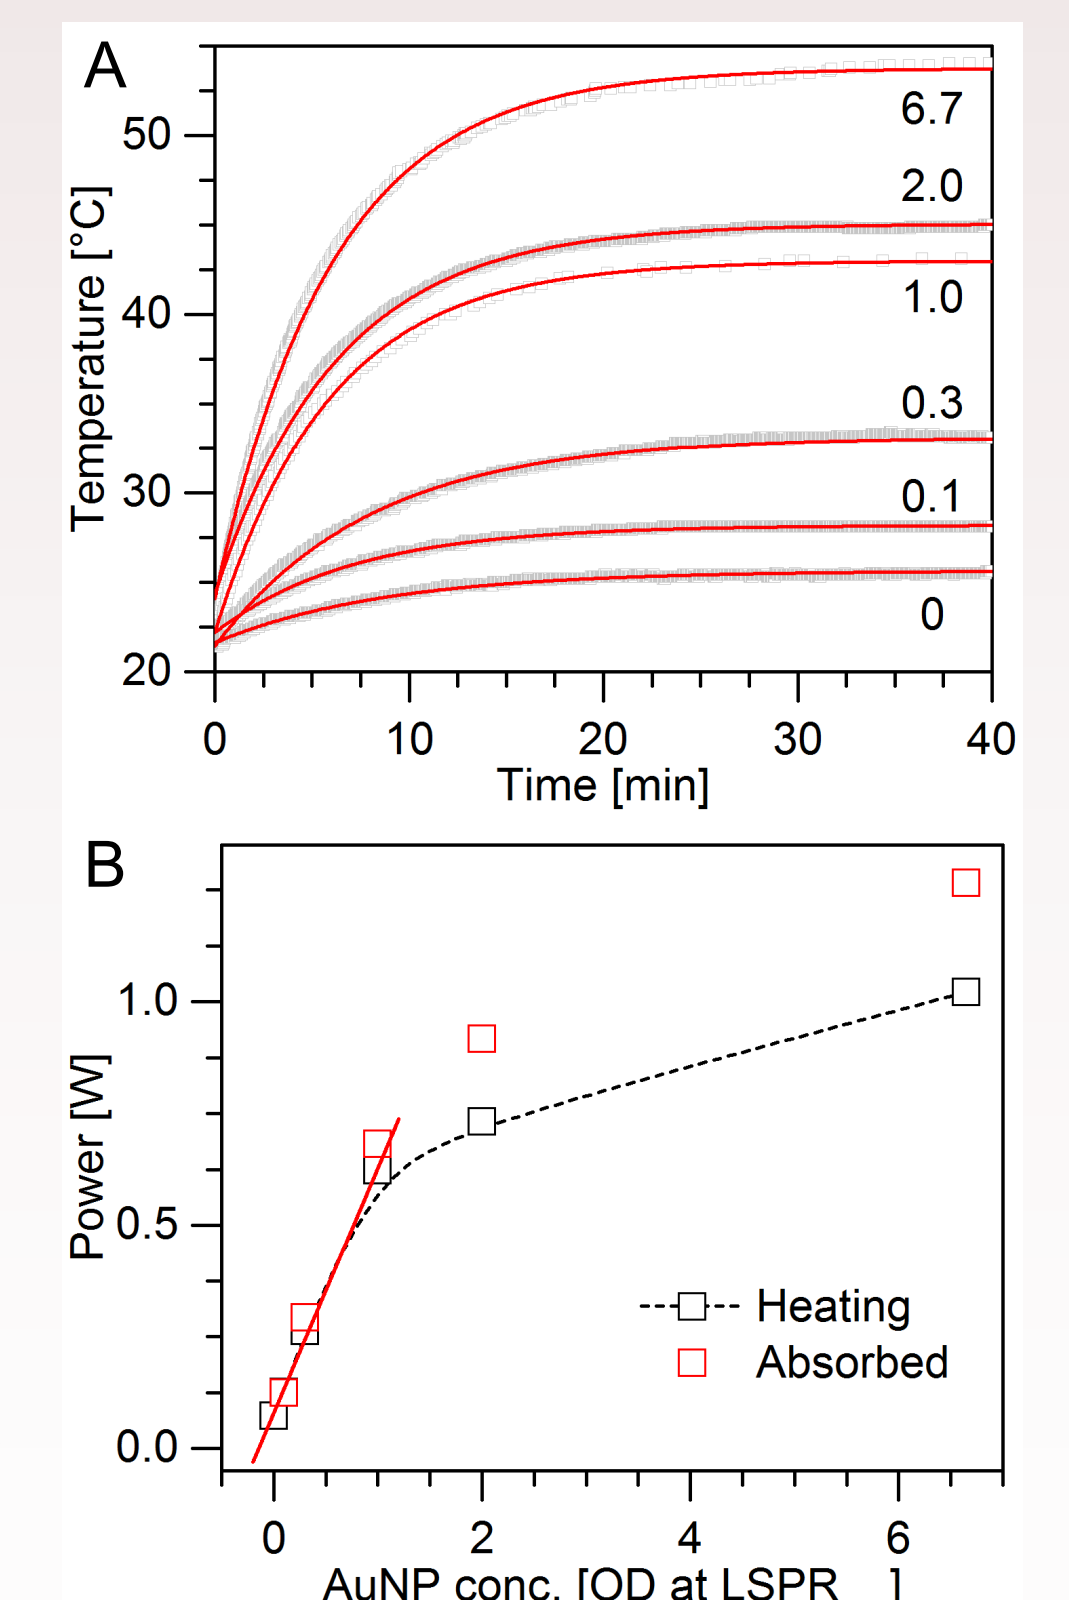 A
Temperature [°C]
50
40
30
20
6.7
2.0
1.0
0.3
0.1
0
0 10 20 30 40
Time [min]
B
Power [W]
1.0
0.5
0.0
Heating
Absorbed
0 2 4 6
AuNP conc. [OD at LSPR ]